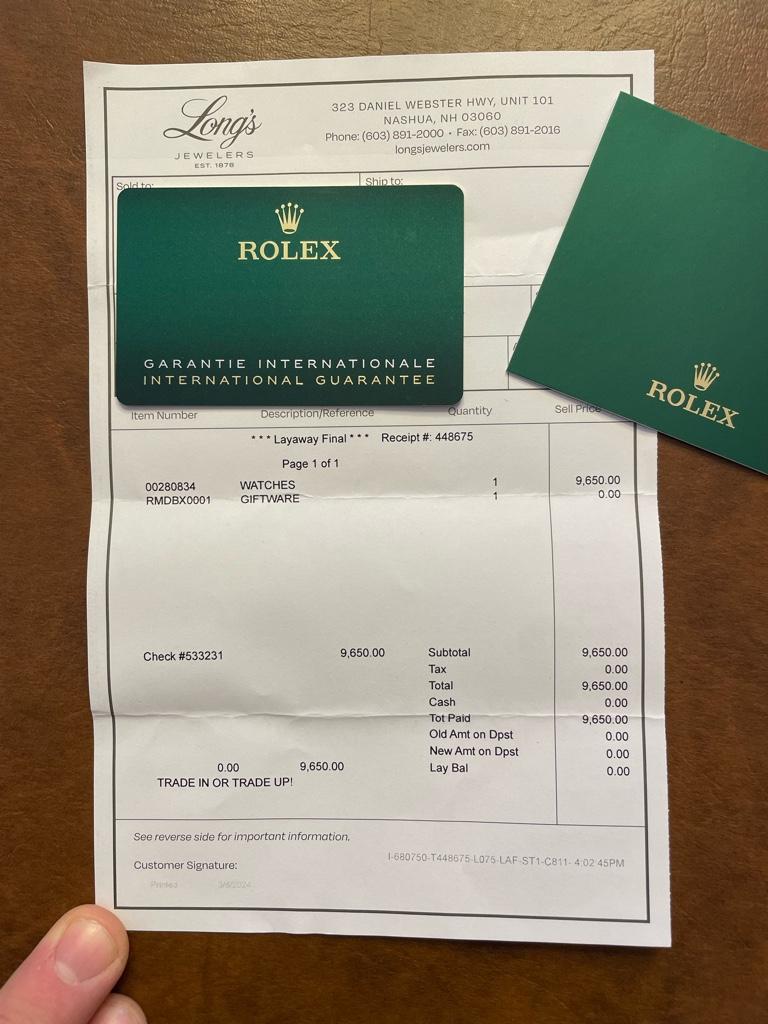 Long's
JEWELERS
EST. 1878
323 DANIEL WEBSTER HWY, UNIT 101
NASHUA, NH 03060
Phone: (603) 891-2000 • Fax: (603) 891-2016
longsjewelers.com
Sold to:
Ship to:
ROLEX
GARANTIE INTERNATIONALE
INTERNATIONAL GUARANTEE
ROLEX
Item Number Description/Reference Quantity Sell Price
* * * Layaway Final * * * Receipt #: 448675
Page 1 of 1
00280834 WATCHES 1 9,650.00
RMDBX0001 GIFTWARE 1 0.00
Check #533231 9,650.00 Subtotal 9,650.00
Tax 0.00
Total 9,650.00
Cash 0.00
Tot Paid 9,650.00
Old Amt on Dpst 0.00
New Amt on Dpst 0.00
0.00 9,650.00 Lay Bal 0.00
TRADE IN OR TRADE UP!
See reverse side for important information.
I-680750-T448675-L075-LAF-ST1-C811- 4:02 45PM
Customer Signature:
Printed 3/6/2024